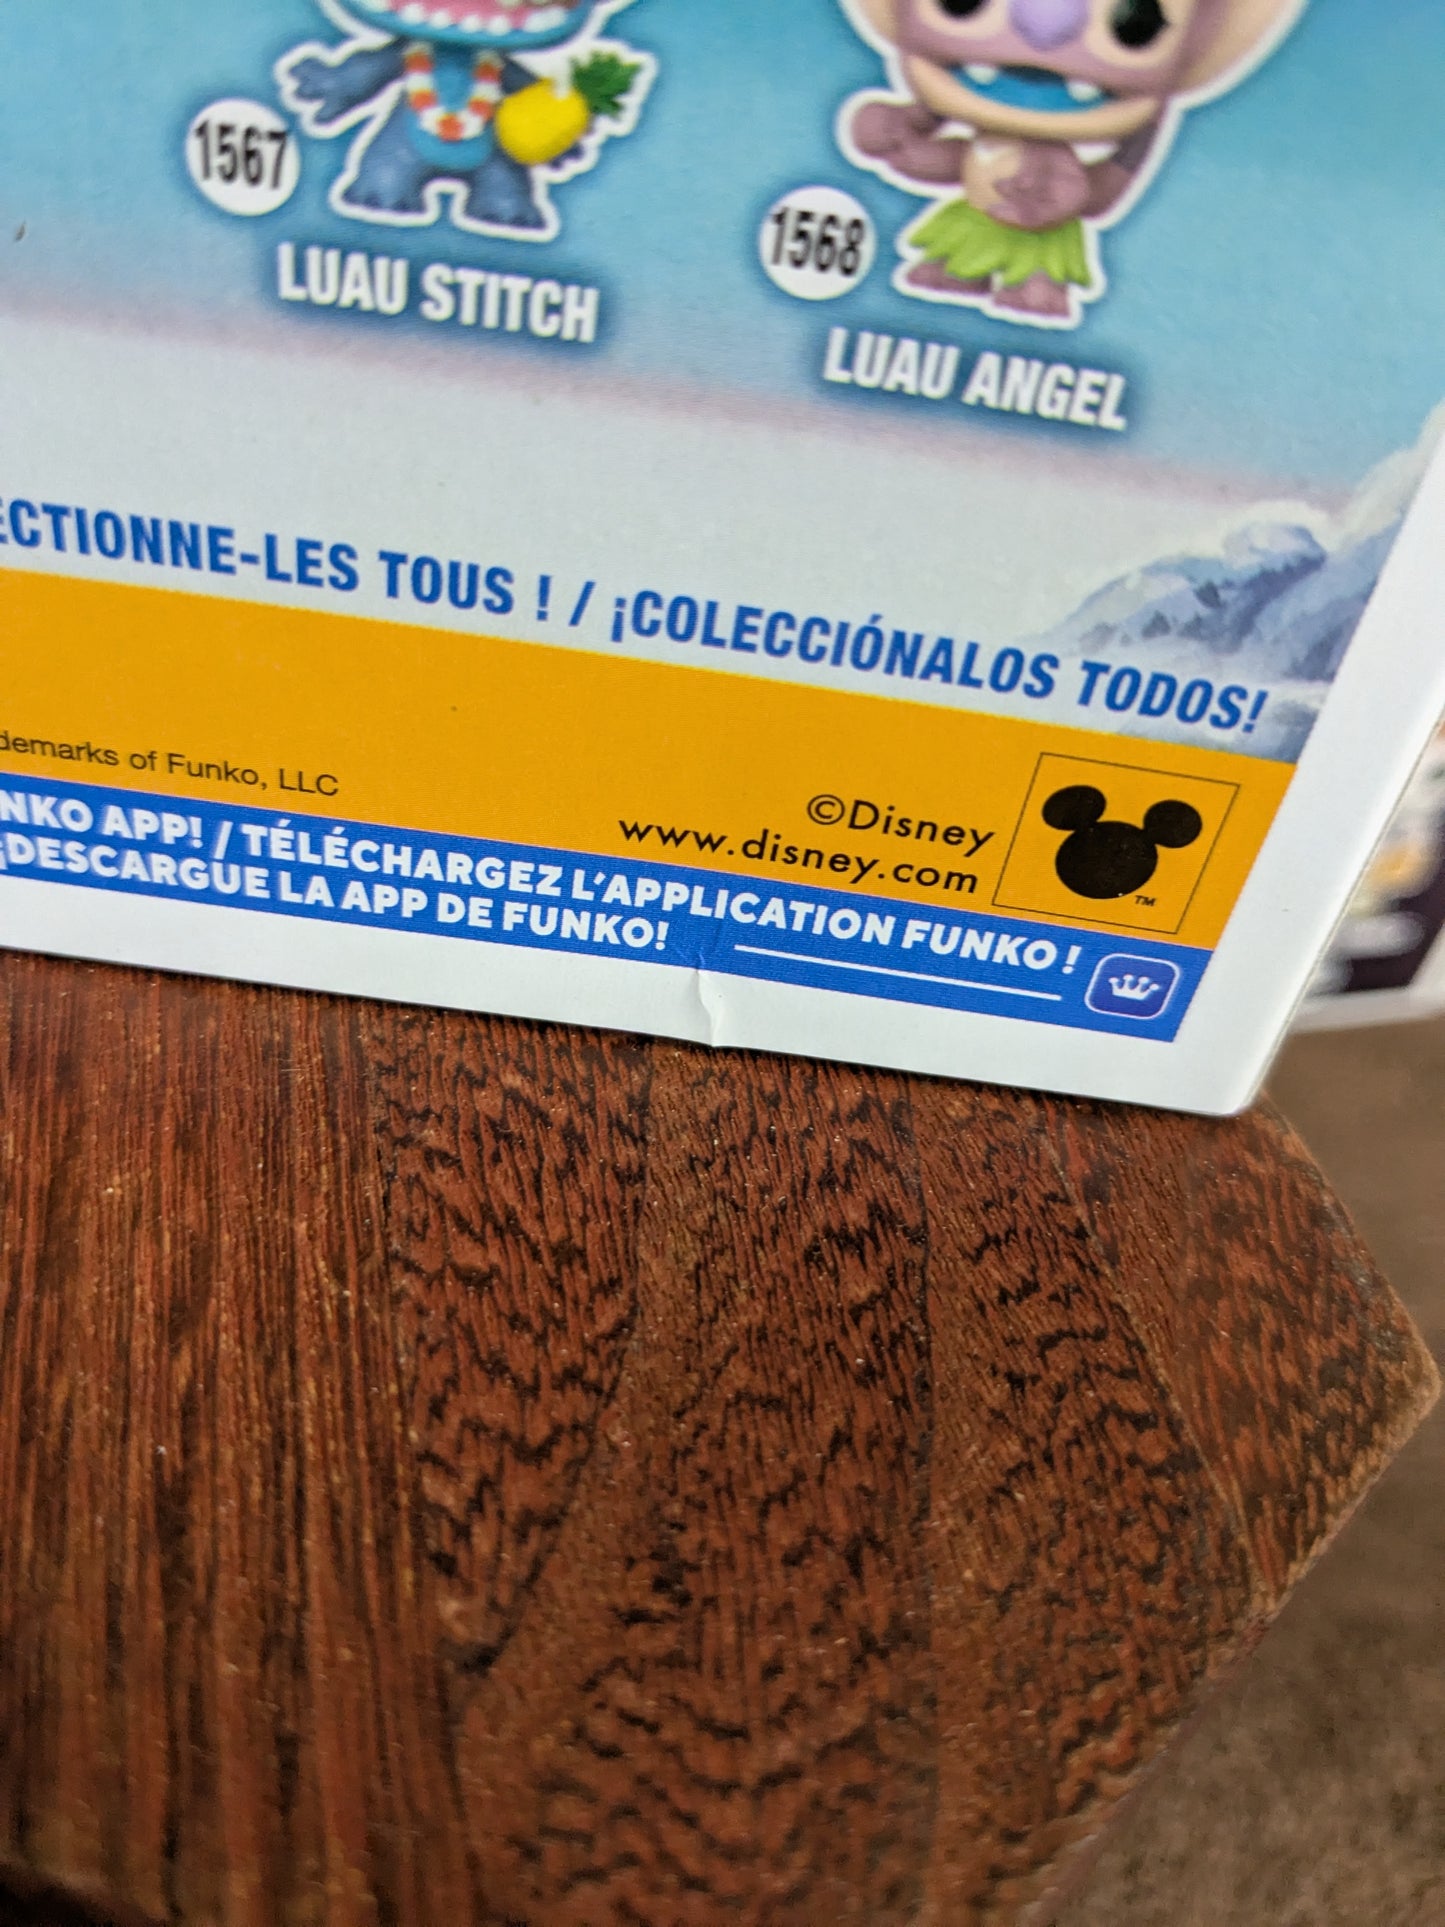 1567
LUAU STITCH
1568
LUAU ANGEL
ECTIONNE-LES TOUS ! / ¡COLECCIÓNALOS TODOS!
demarks of Funko, LLC
©Disney
www.disney.com
TM
NKO APP! / TÉLÉCHARGEZ L'APPLICATION FUNKO !
¡DESCARGUE LA APP DE FUNKO!